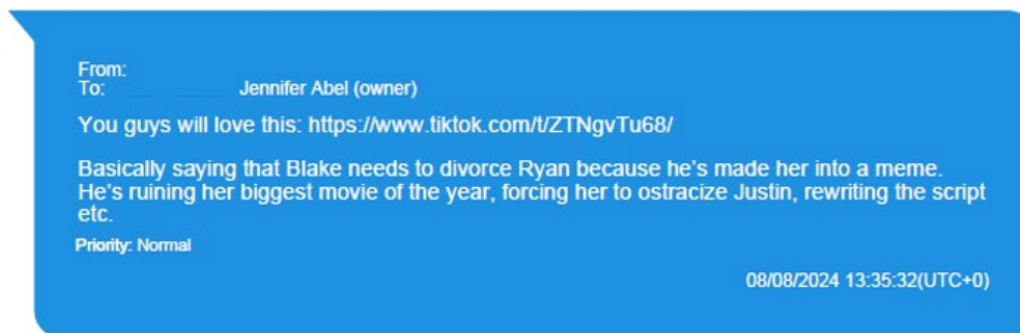 From:
To: Jennifer Abel (owner)
You guys will love this: https://www.tiktok.com/t/ZTNgvTu68/
Basically saying that Blake needs to divorce Ryan because he's made her into a meme.
He's ruining her biggest movie of the year, forcing her to ostracize Justin, rewriting the script
etc.
Priority: Normal
08/08/2024 13:35:32(UTC+0)